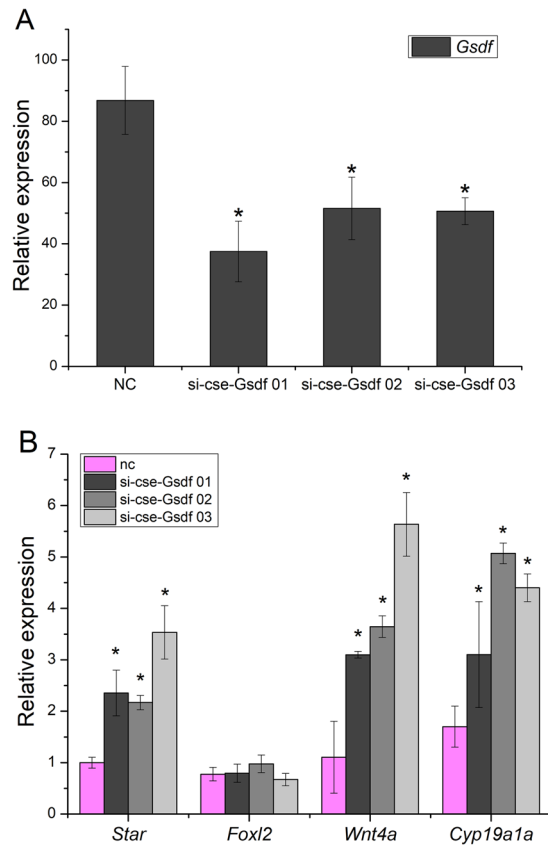 A
Gsdf
Relative expression
100
80
60
40
20
0
*
*
*
NC si-cse-Gsdf 01 si-cse-Gsdf 02 si-cse-Gsdf 03
B
nc
si-cse-Gsdf 01
si-cse-Gsdf 02
si-cse-Gsdf 03
Relative expression
7
6
5
4
3
2
1
0
* * *
* * *
* * *
Star Foxl2 Wnt4a Cyp19a1a